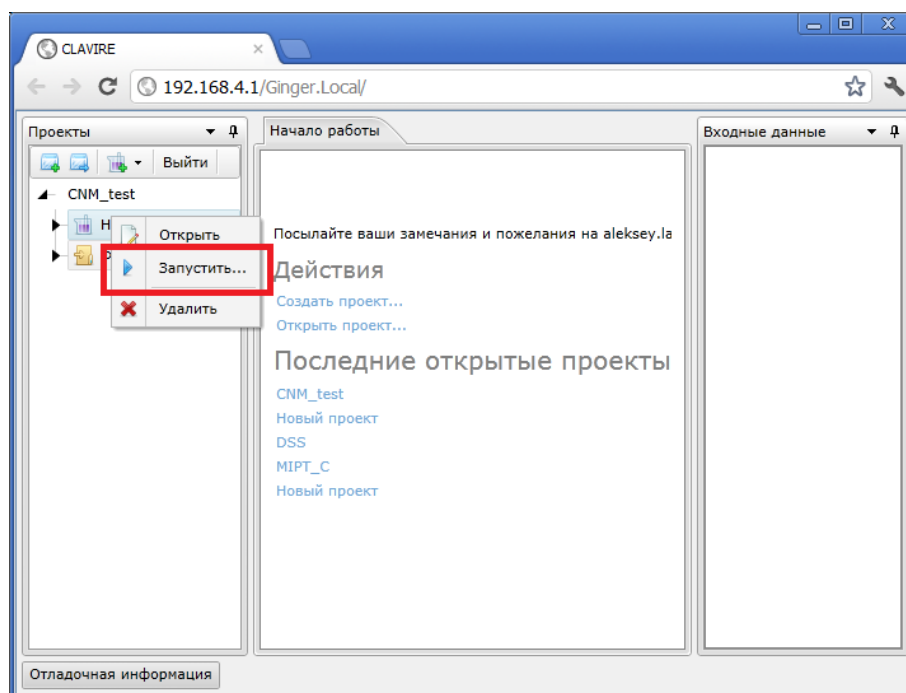 CLAVIRE
192.168.4.1/Ginger.Local/
Проекты
Выйти
CNM_test
Н
Открыть
Запустить...
Удалить
Начало работы
Посылайте ваши замечания и пожелания на aleksey.la
Действия
Создать проект...
Открыть проект...
Последние открытые проекты
CNM_test
Новый проект
DSS
MIPT_C
Новый проект
Входные данные
Отладочная информация